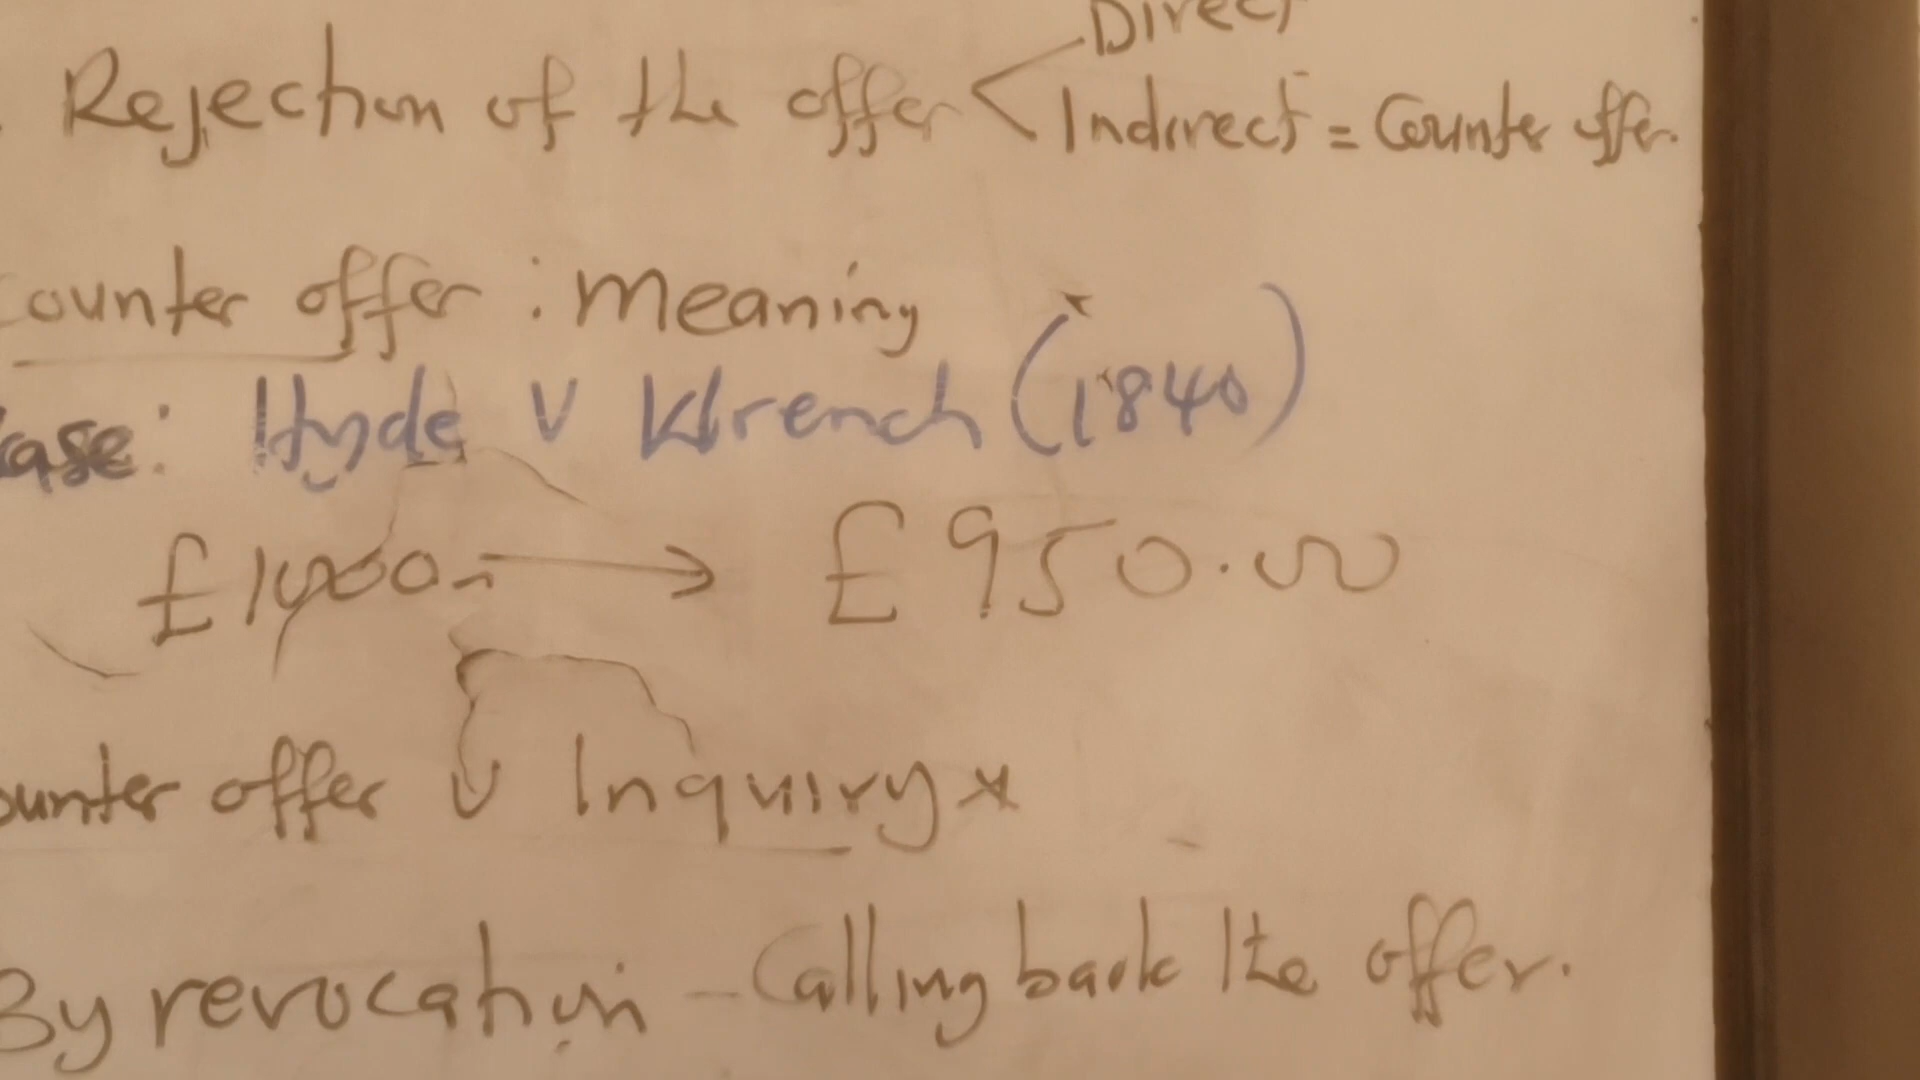 Direct
Rejection of the offer < Indirect = Counter offer.
Counter offer : meaning
Case: Hyde v Wrench (1840)
£1000 → £950.00
Counter offer v Inquiry *
By revocation - Calling back the offer.